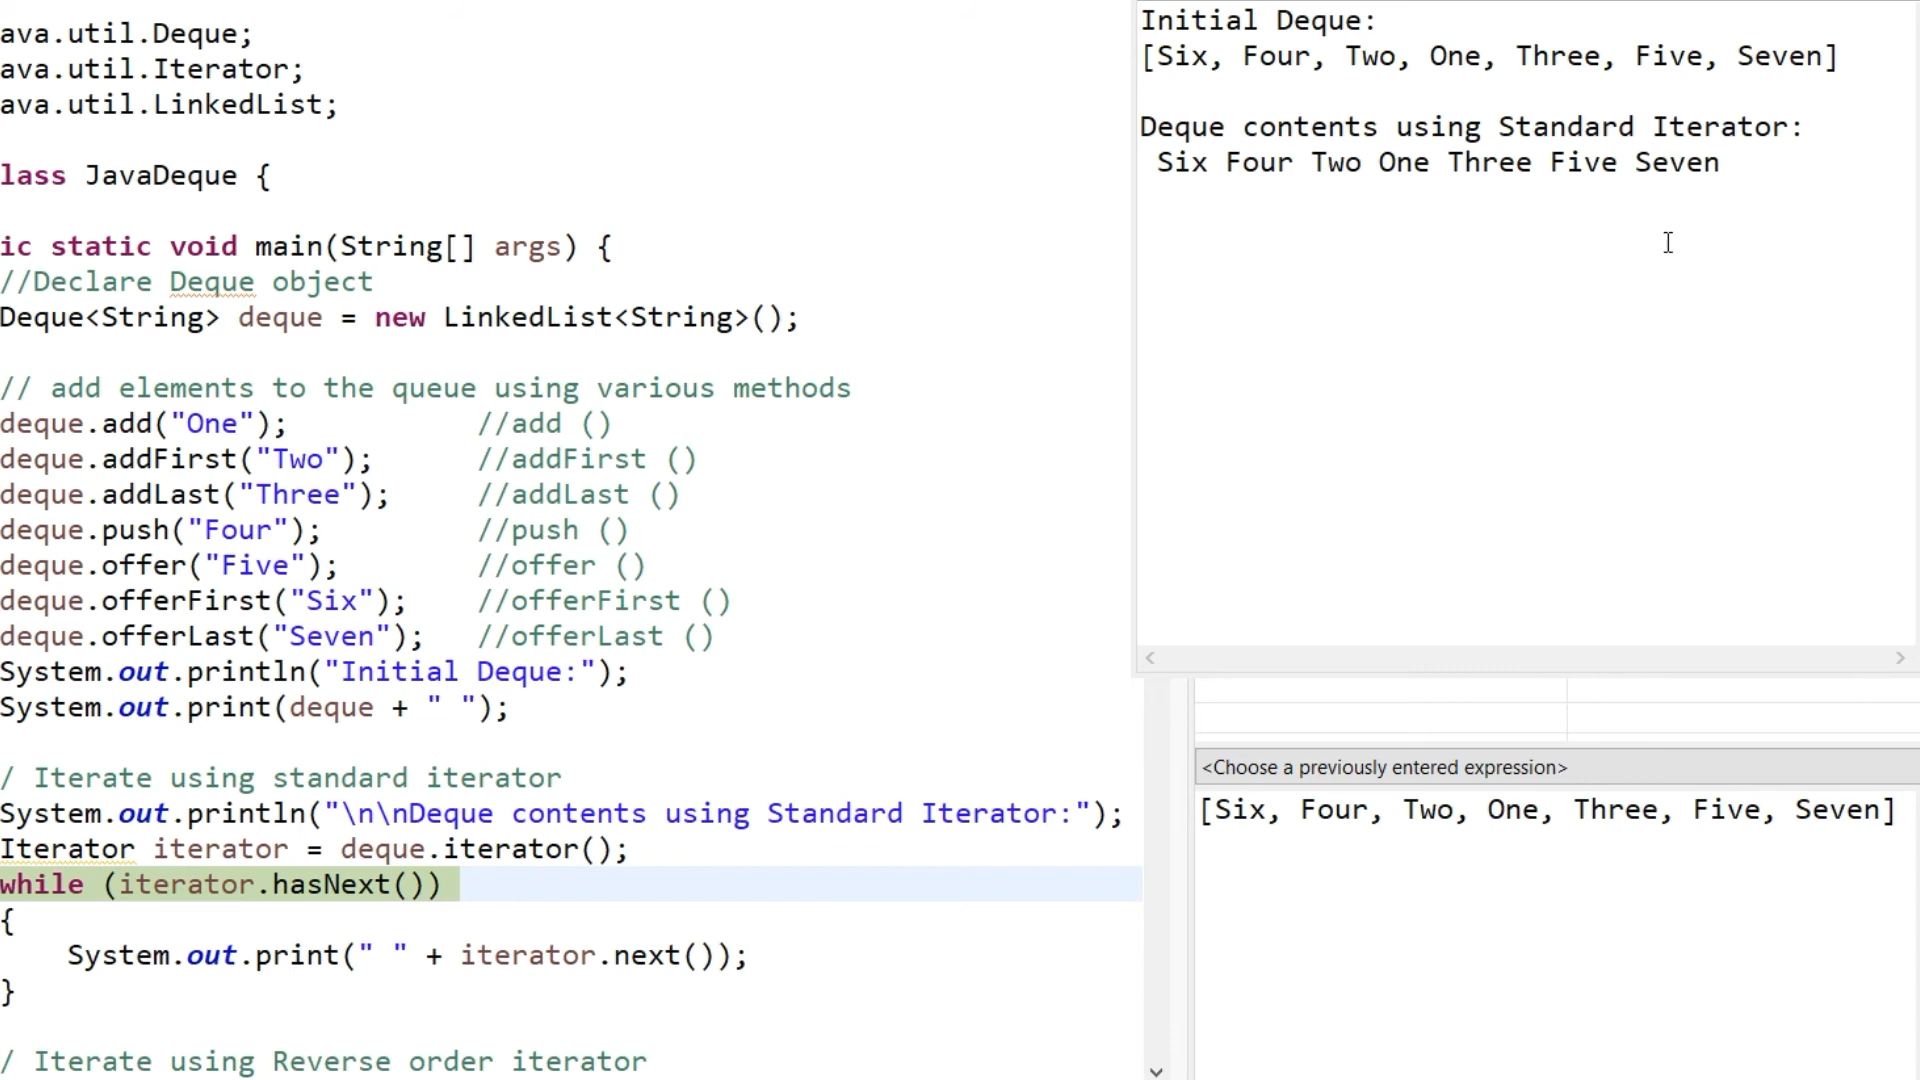 ava.util.Deque;
ava.util.Iterator;
ava.util.LinkedList;
lass JavaDeque {
ic static void main(String[] args) {
//Declare Deque object
Deque<String> deque = new LinkedList<String>();
// add elements to the queue using various methods
deque.add("One"); //add ()
deque.addFirst("Two"); //addFirst ()
deque.addLast("Three"); //addLast ()
deque.push("Four"); //push ()
deque.offer("Five"); //offer ()
deque.offerFirst("Six"); //offerFirst ()
deque.offerLast("Seven"); //offerLast ()
System.out.println("Initial Deque:");
System.out.print(deque + " ");
/ Iterate using standard iterator
System.out.println("\n\nDeque contents using Standard Iterator:");
Iterator iterator = deque.iterator();
while (iterator.hasNext())
{
System.out.print(" " + iterator.next());
}
/ Iterate using Reverse order iterator
Initial Deque:
[Six, Four, Two, One, Three, Five, Seven]
Deque contents using Standard Iterator:
Six Four Two One Three Five Seven
<Choose a previously entered expression>
[Six, Four, Two, One, Three, Five, Seven]